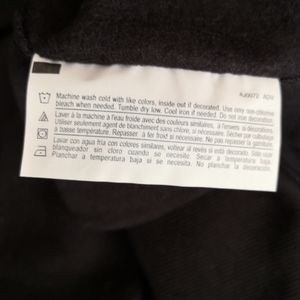 Machine wash cold with like colors, inside out if decorated. Use only non-chlorine
bleach when needed. Tumble dry low. Cool iron if needed. Do not iron decoration.
Laver à la machine à l'eau froide avec des couleurs similaires, à l'envers si décorations.
Utiliser seulement agent de blanchiment sans chlore, si nécessaire. Sécher par culbutage
à basse température. Repasser à fer froid si nécessaire. Ne pas repasser la garniture.
Lavar con agua fría con colores similares, voltear al revés si está decorado. Use
blanqueador sin cloro cuando se necesite. Secar a temperatura baja.
Planchar a temperatura baja si se necesita. No planchar la decoración.